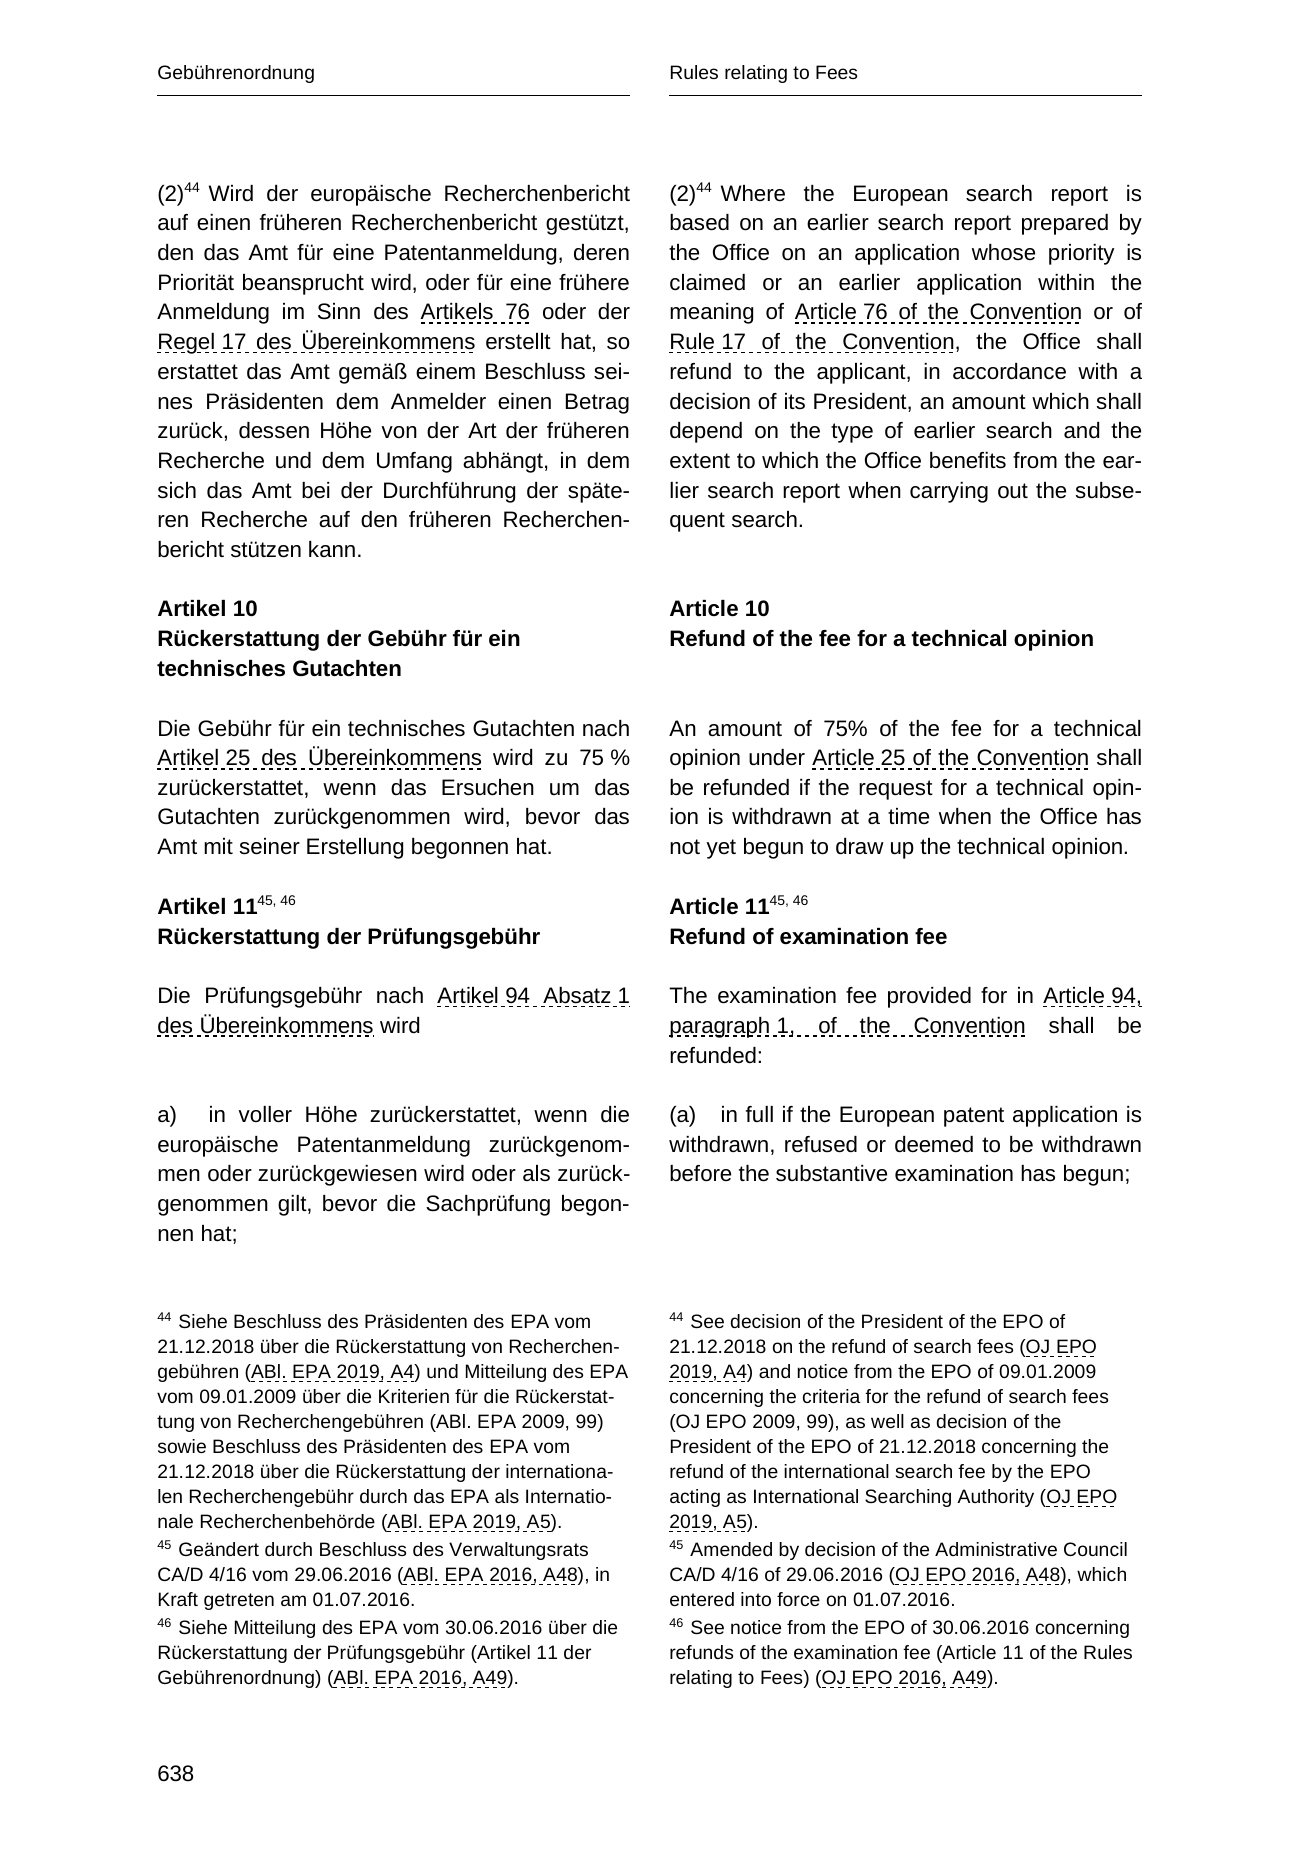 Gebührenordnung
(2)44 Wird der europäische Recherchenbericht
auf einen früheren Recherchenbericht gestützt,
den das Amt für eine Patentanmeldung, deren
Priorität beansprucht wird, oder für eine frühere
Anmeldung im Sinn des Artikels 76 oder der
Regel 17 des Übereinkommens erstellt hat, so
erstattet das Amt gemäß einem Beschluss sei-
nes Präsidenten dem Anmelder einen Betrag
zurück, dessen Höhe von der Art der früheren
Recherche und dem Umfang abhängt, in dem
sich das Amt bei der Durchführung der späte-
ren Recherche auf den früheren Recherchen-
bericht stützen kann.
Artikel 10
Rückerstattung der Gebühr für ein
technisches Gutachten
Die Gebühr für ein technisches Gutachten nach
Artikel 25 des Übereinkommens wird zu 75 %
zurückerstattet, wenn das Ersuchen um das
Gutachten zurückgenommen wird, bevor das
Amt mit seiner Erstellung begonnen hat.
Artikel 1145, 46
Rückerstattung der Prüfungsgebühr
Die Prüfungsgebühr nach Artikel 94 Absatz 1
des Übereinkommens wird
a) in voller Höhe zurückerstattet, wenn die
europäische Patentanmeldung zurückgenom-
men oder zurückgewiesen wird oder als zurück-
genommen gilt, bevor die Sachprüfung begon-
nen hat;
44 Siehe Beschluss des Präsidenten des EPA vom
21.12.2018 über die Rückerstattung von Recherchen-
gebühren (ABl. EPA 2019, A4) und Mitteilung des EPA
vom 09.01.2009 über die Kriterien für die Rückerstat-
tung von Recherchengebühren (ABl. EPA 2009, 99)
sowie Beschluss des Präsidenten des EPA vom
21.12.2018 über die Rückerstattung der internationa-
len Recherchengebühr durch das EPA als Internatio-
nale Recherchenbehörde (ABl. EPA 2019, A5).
45 Geändert durch Beschluss des Verwaltungsrats
CA/D 4/16 vom 29.06.2016 (ABl. EPA 2016, A48), in
Kraft getreten am 01.07.2016.
46 Siehe Mitteilung des EPA vom 30.06.2016 über die
Rückerstattung der Prüfungsgebühr (Artikel 11 der
Gebührenordnung) (ABl. EPA 2016, A49).
Rules relating to Fees
(2)44 Where the European search report is
based on an earlier search report prepared by
the Office on an application whose priority is
claimed or an earlier application within the
meaning of Article 76 of the Convention or of
Rule 17 of the Convention, the Office shall
refund to the applicant, in accordance with a
decision of its President, an amount which shall
depend on the type of earlier search and the
extent to which the Office benefits from the ear-
lier search report when carrying out the subse-
quent search.
Article 10
Refund of the fee for a technical opinion
An amount of 75% of the fee for a technical
opinion under Article 25 of the Convention shall
be refunded if the request for a technical opin-
ion is withdrawn at a time when the Office has
not yet begun to draw up the technical opinion.
Article 1145, 46
Refund of examination fee
The examination fee provided for in Article 94,
paragraph 1, of the Convention shall be
refunded:
(a) in full if the European patent application is
withdrawn, refused or deemed to be withdrawn
before the substantive examination has begun;
44 See decision of the President of the EPO of
21.12.2018 on the refund of search fees (OJ EPO
2019, A4) and notice from the EPO of 09.01.2009
concerning the criteria for the refund of search fees
(OJ EPO 2009, 99), as well as decision of the
President of the EPO of 21.12.2018 concerning the
refund of the international search fee by the EPO
acting as International Searching Authority (OJ EPO
2019, A5).
45 Amended by decision of the Administrative Council
CA/D 4/16 of 29.06.2016 (OJ EPO 2016, A48), which
entered into force on 01.07.2016.
46 See notice from the EPO of 30.06.2016 concerning
refunds of the examination fee (Article 11 of the Rules
relating to Fees) (OJ EPO 2016, A49).
638